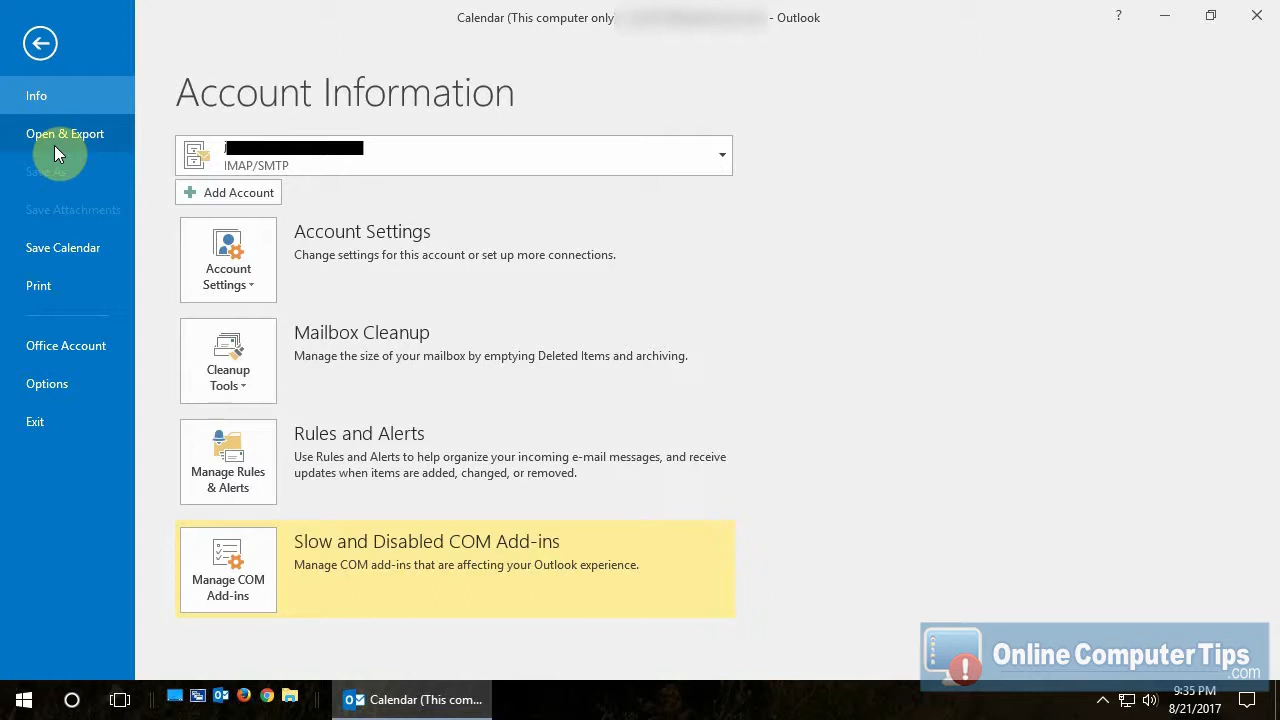 Calendar (This computer only
- Outlook
?
Info
Open & Export
Save As
Save Attachments
Save Calendar
Print
Office Account
Options
Exit
Account Information
IMAP/SMTP
Add Account
Account
Settings
Account Settings
Change settings for this account or set up more connections.
Cleanup
Tools
Mailbox Cleanup
Manage the size of your mailbox by emptying Deleted Items and archiving.
Manage Rules
& Alerts
Rules and Alerts
Use Rules and Alerts to help organize your incoming e-mail messages, and receive
updates when items are added, changed, or removed.
Manage COM
Add-ins
Slow and Disabled COM Add-ins
Manage COM add-ins that are affecting your Outlook experience.
Online Computer Tips
.com
Calendar (This com...
9:35 PM
8/21/2017